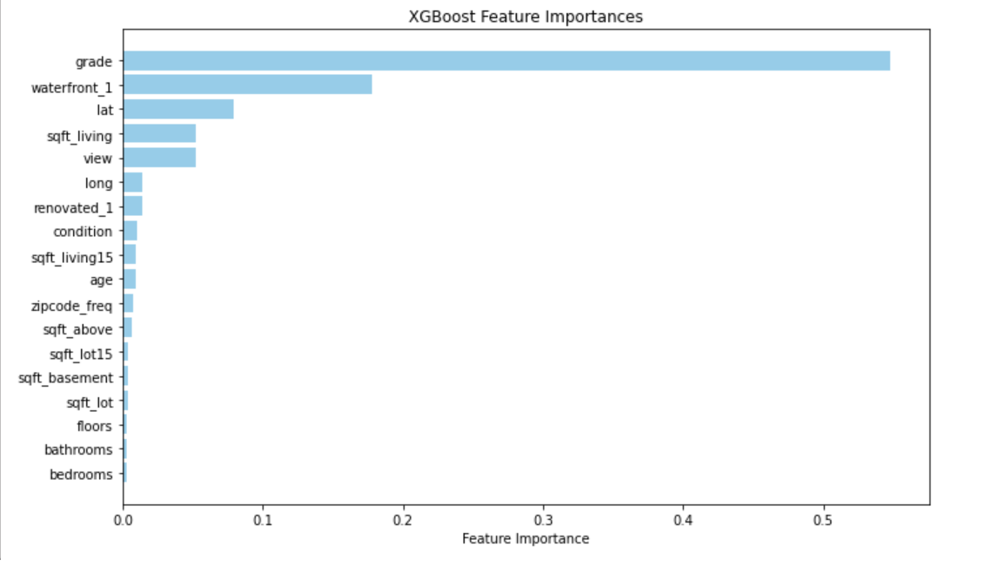 XGBoost Feature Importances
grade
waterfront_1
lat
sqft_living
view
long
renovated_1
condition
sqft_living15
age
zipcode_freq
sqft_above
sqft_lot15
sqft_basement
sqft_lot
floors
bathrooms
bedrooms
0.0 0.1 0.2 0.3 0.4 0.5
Feature Importance